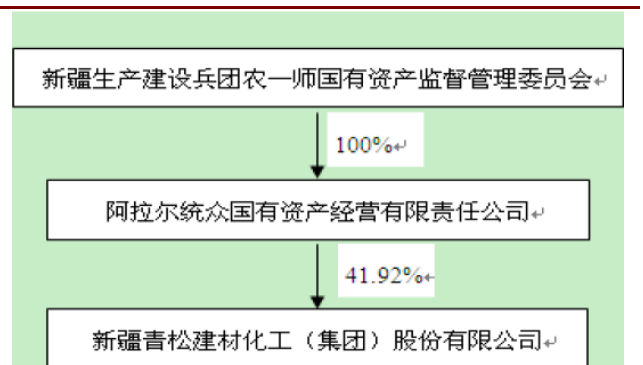 新疆生产建设兵团农一师国有资产监督管理委员会
100%
阿拉尔统众国有资产经营有限责任公司
41.92%
新疆青松建材化工（集团）股份有限公司